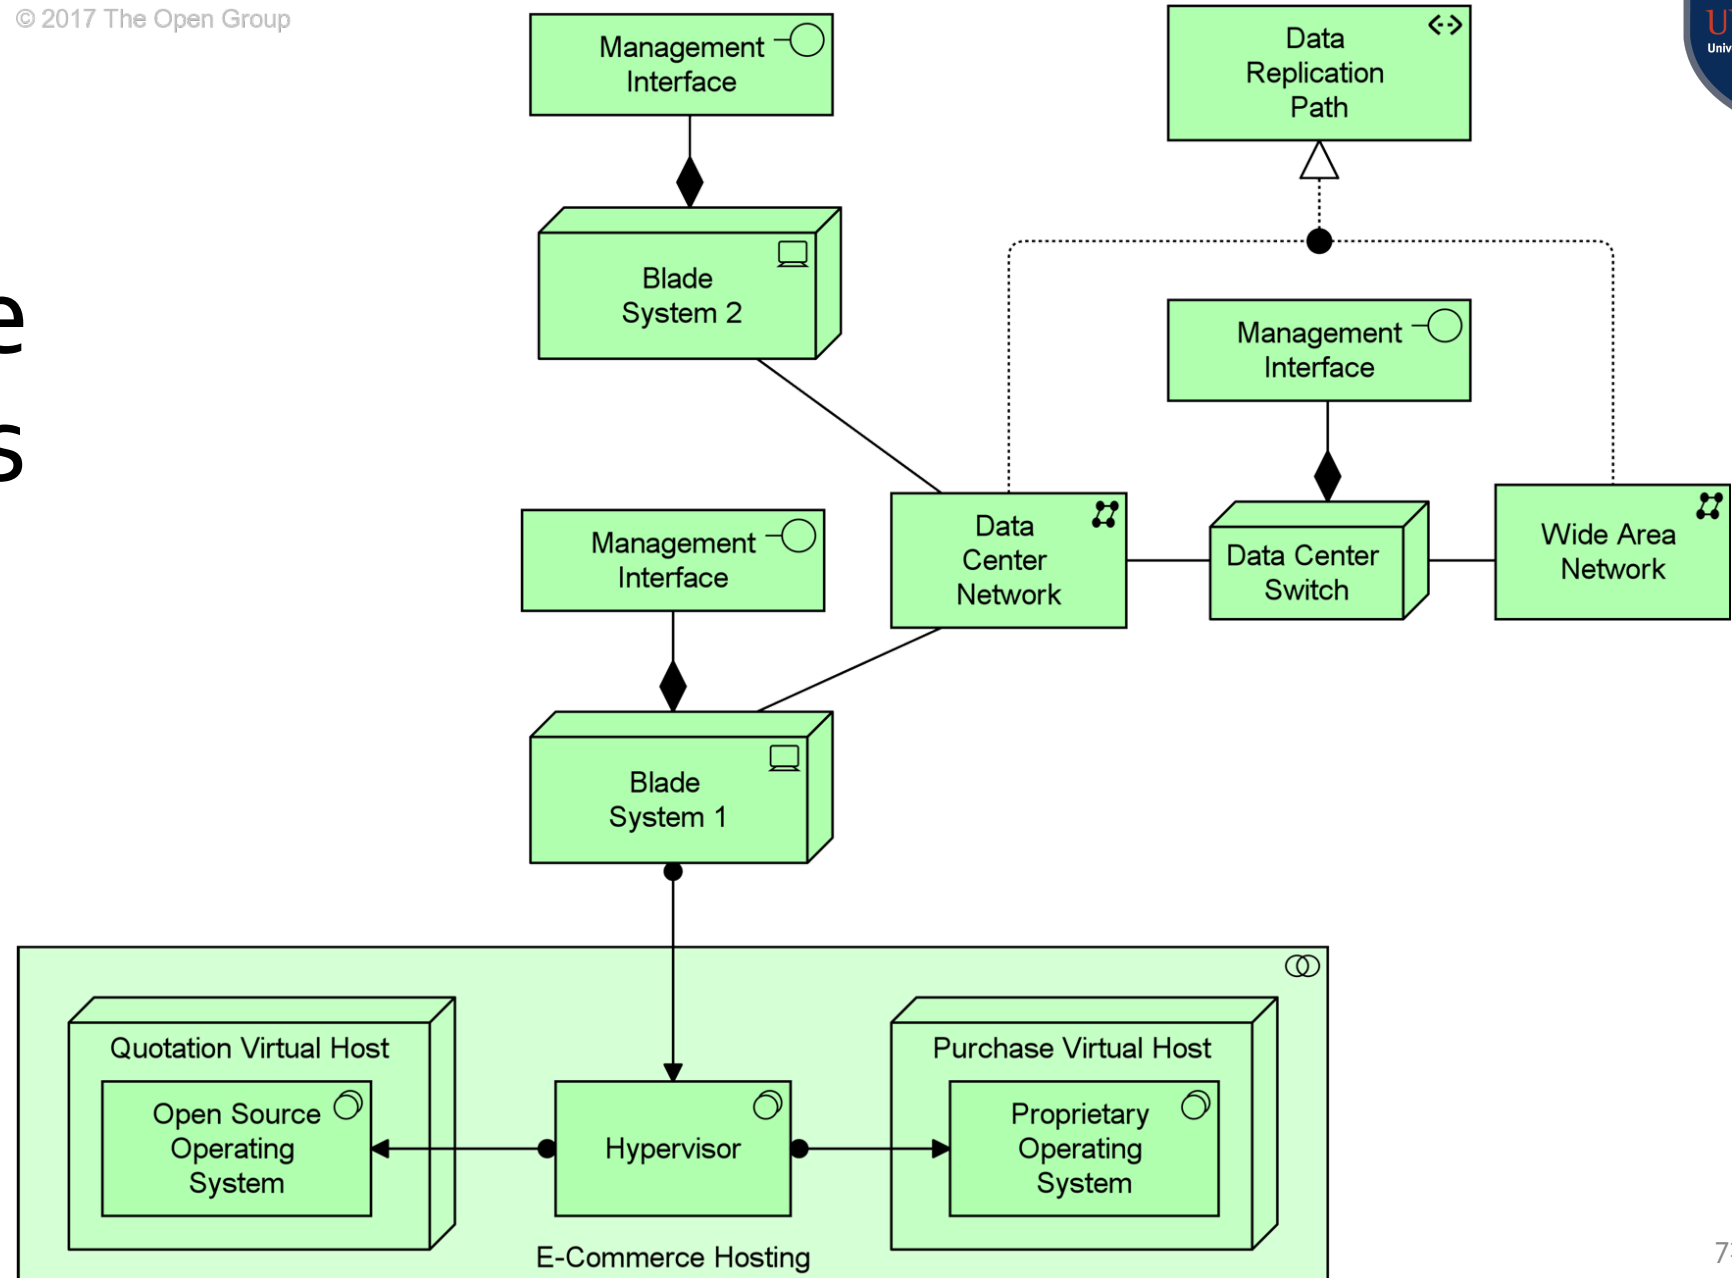 © 2017 The Open Group
Management
Interface
Data
Replication
Path
U
Univ
Blade
System 2
e
s
Management
Interface
Management
Interface
Data
Center
Network
Data Center
Switch
Wide Area
Network
Blade
System 1
Quotation Virtual Host
Open Source
Operating
System
Hypervisor
Purchase Virtual Host
Proprietary
Operating
System
E-Commerce Hosting